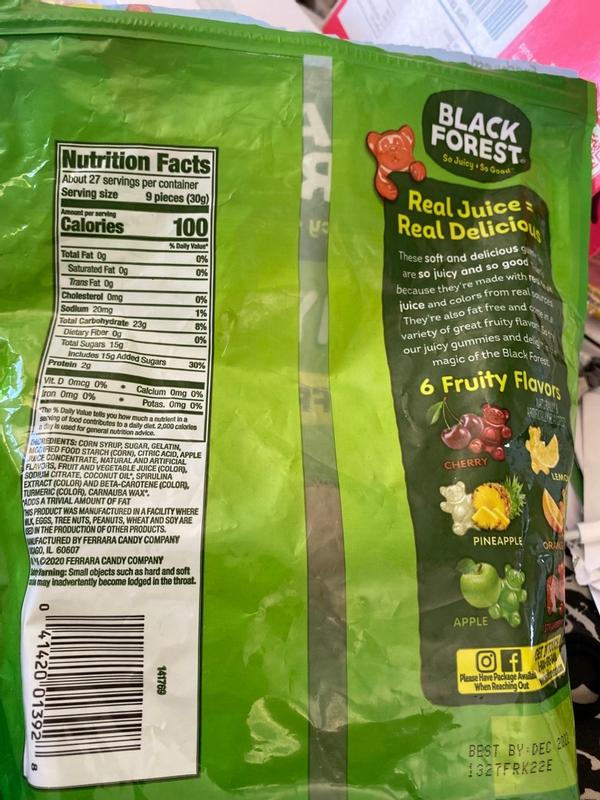 Nutrition Facts
About 27 servings per container
Serving size 9 pieces (30g)
Amount per serving
Calories 100
% Daily Value*
Total Fat 0g 0%
Saturated Fat 0g 0%
Trans Fat 0g
Cholesterol 0mg 0%
Sodium 20mg 1%
Total Carbohydrate 23g 8%
Dietary Fiber 0g 0%
Total Sugars 15g
Includes 15g Added Sugars 30%
Protein 2g
Vit. D 0mcg 0% • Calcium 0mg 0%
Iron 0mg 0% • Potas. 0mg 0%
*The % Daily Value tells you how much a nutrient in a
serving of food contributes to a daily diet. 2,000 calories
a day is used for general nutrition advice.
INGREDIENTS: CORN SYRUP, SUGAR, GELATIN,
MODIFIED FOOD STARCH (CORN), CITRIC ACID, APPLE
JUICE CONCENTRATE, NATURAL AND ARTIFICIAL
FLAVORS, FRUIT AND VEGETABLE JUICE (COLOR),
SODIUM CITRATE, COCONUT OIL*, SPIRULINA
EXTRACT (COLOR) AND BETA-CAROTENE (COLOR),
TURMERIC (COLOR), CARNAUBA WAX*.
*ADDS A TRIVIAL AMOUNT OF FAT
THIS PRODUCT WAS MANUFACTURED IN A FACILITY WHERE
MILK, EGGS, TREE NUTS, PEANUTS, WHEAT AND SOY ARE
USED IN THE PRODUCTION OF OTHER PRODUCTS.
MANUFACTURED BY FERRARA CANDY COMPANY
IL 60607
©2020 FERRARA CANDY COMPANY
Warning: Small objects such as hard and soft
may inadvertently become lodged in the throat.
0 41420 01392 8
141769
BLACK
FOREST
So Juicy • So Good
Real Juice =
Real Delicious
These soft and delicious
are so juicy and so good
because they're made with real
juice and colors from real sources.
They're also fat free and come in a
variety of great fruity flavors.
our juicy gummies and
magic of the Black Forest.
6 Fruity Flavors
CHERRY
LEMON
PINEAPPLE
ORANGE
APPLE
Please Have Package Available
When Reaching Out
BEST BY:DEC
1327FRK22E